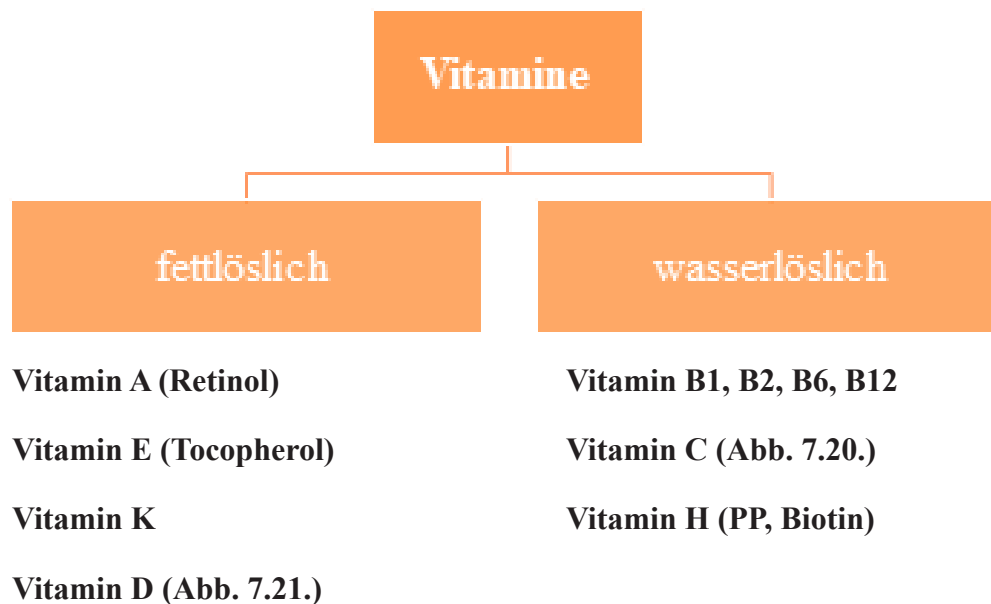 Vitamine
fettlöslich
wasserlöslich
Vitamin A (Retinol)
Vitamin E (Tocopherol)
Vitamin K
Vitamin D (Abb. 7.21.)
Vitamin B1, B2, B6, B12
Vitamin C (Abb. 7.20.)
Vitamin H (PP, Biotin)